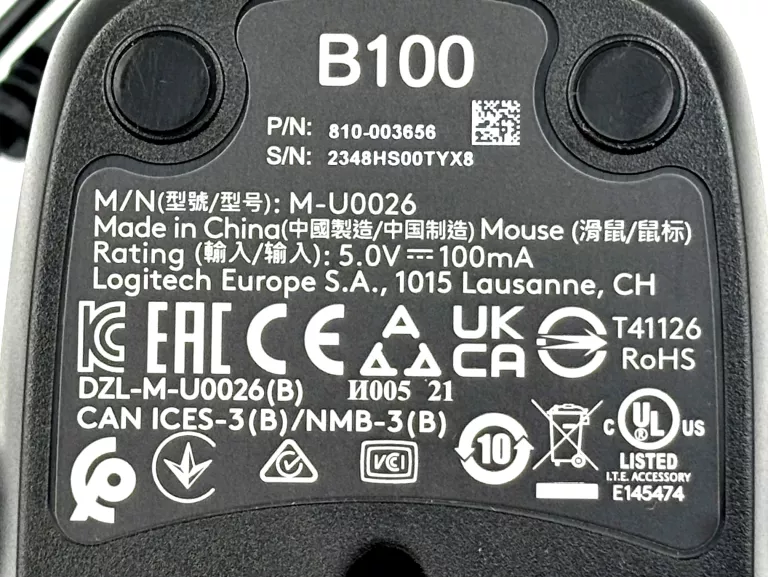 B100
P/N: 810-003656
S/N: 2348HS00TYX8
M/N(型號/型号): M-U0026
Made in China(中國製造/中国制造) Mouse (滑鼠/鼠标)
Rating (輸入/输入): 5.0V ⎓ 100mA
Logitech Europe S.A., 1015 Lausanne, CH
KC EAC CE UK CA T41126
RoHS
DZL-M-U0026(B) И005 21
CAN ICES-3(B)/NMB-3(B)
VCI 10 c UL ® US
LISTED
I.T.E. ACCESSORY
E145474